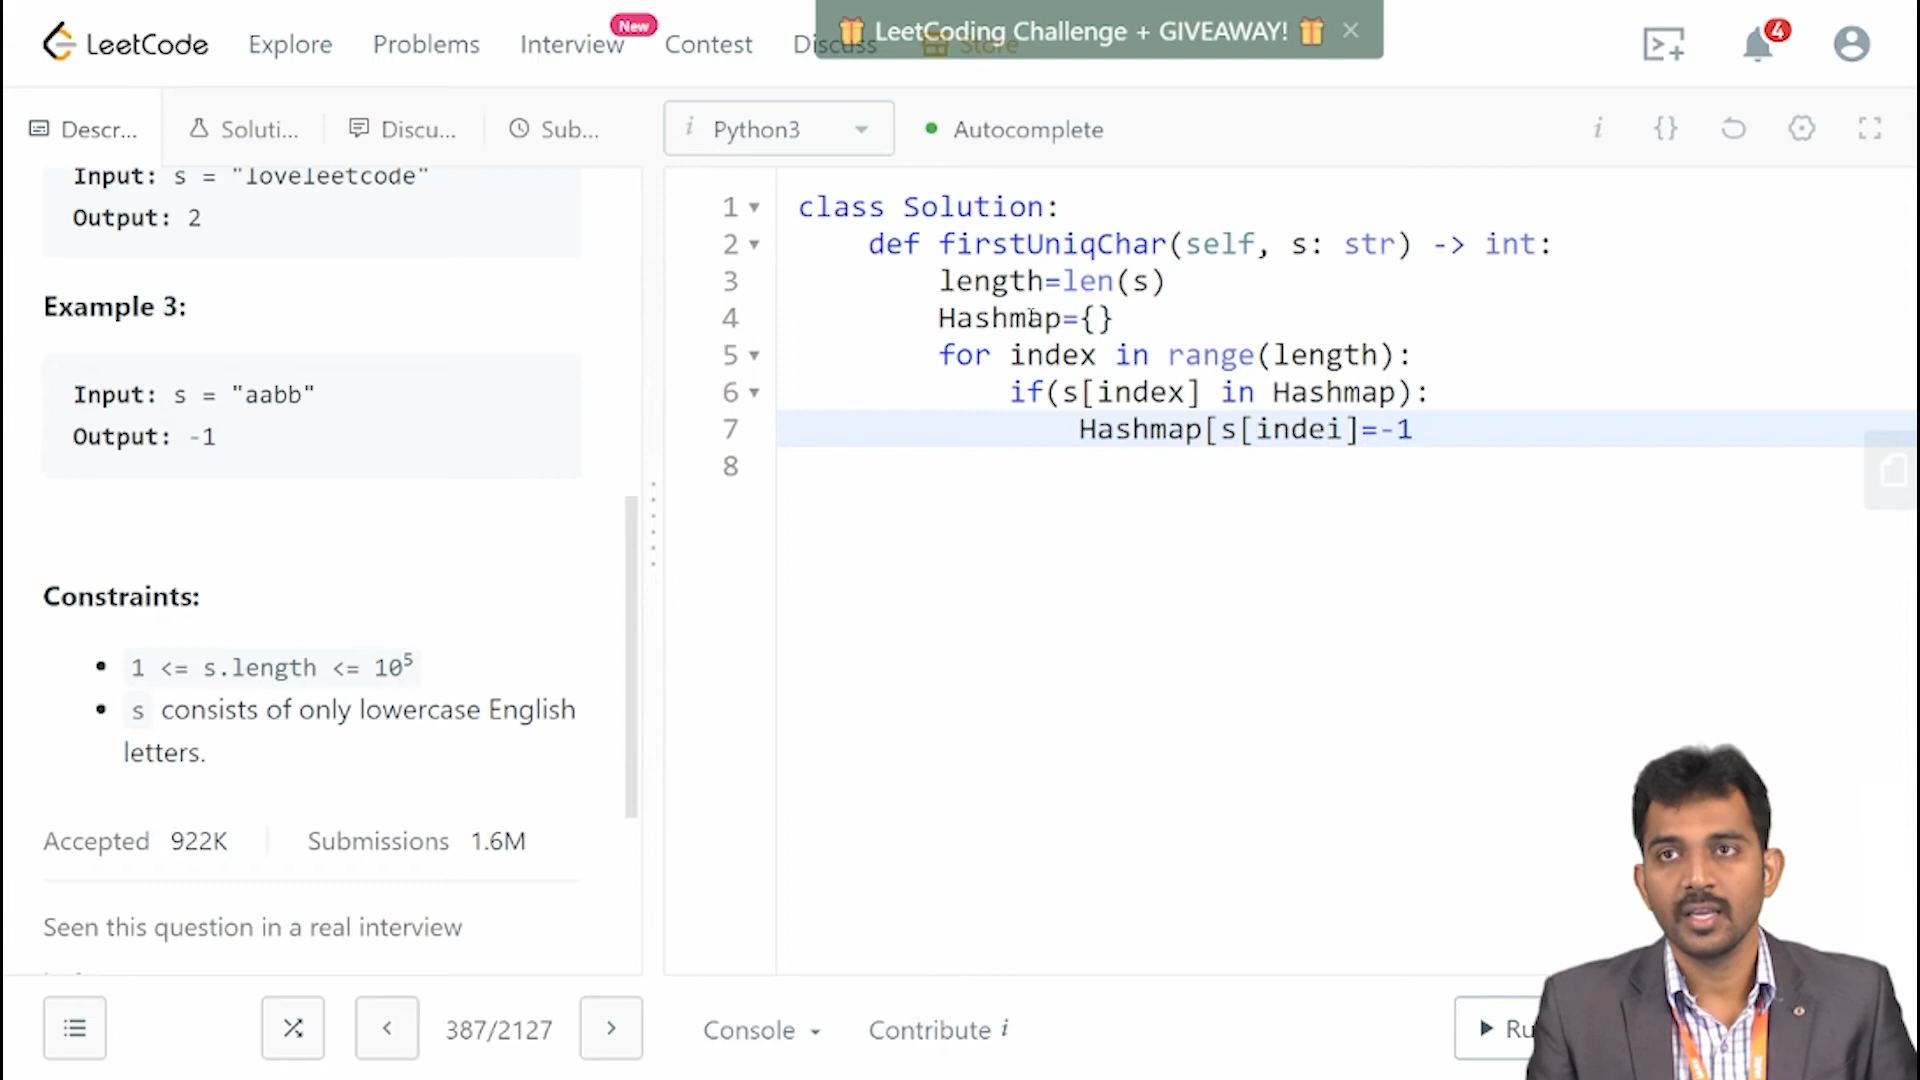 LeetCode Explore Problems Interview New Contest Discuss Store LeetCoding Challenge + GIVEAWAY! 4
Descr... Soluti... Discu... Sub... i Python3 Autocomplete i {}
Input: s = "loveleetcode"
Output: 2
Example 3:
Input: s = "aabb"
Output: -1
Constraints:
1 <= s.length <= 10⁵
s consists of only lowercase English
letters.
Accepted 922K Submissions 1.6M
Seen this question in a real interview
1 class Solution:
2 def firstUniqChar(self, s: str) -> int:
3 length=len(s)
4 Hashmap={}
5 for index in range(length):
6 if(s[index] in Hashmap):
7 Hashmap[s[indei]=-1
8
387/2127 Console Contribute i Ru